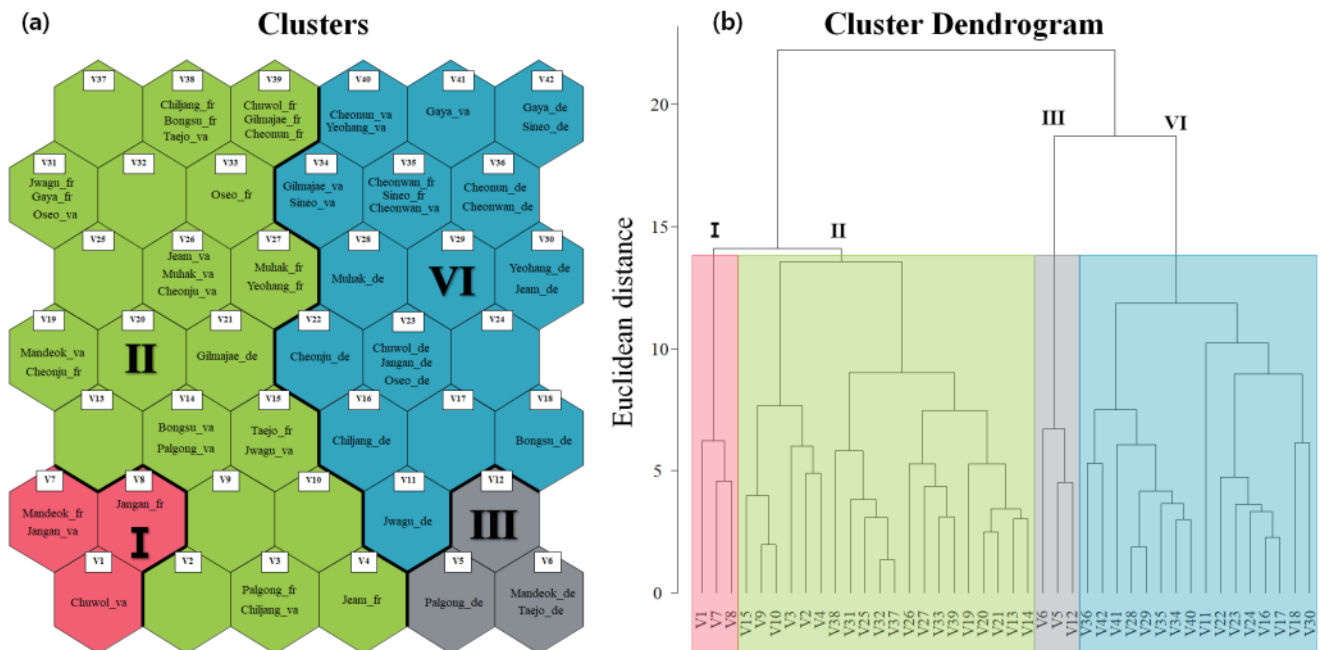 (a)
Clusters
V37
V38
Chiljang_fr
Bongsu_fr
Taejo_va
V39
Chuwol_fr
Gilmajae_fr
Cheonun_fr
V40
Cheonun_va
Yeohang_va
V41
Gaya_va
V42
Gaya_de
Sineo_de
V31
Jwagu_fr
Gaya_fr
Oseo_va
V32
V33
Oseo_fr
V34
Gilmajae_va
Sineo_va
V35
Cheonwan_fr
Sineo_fr
Cheonwan_va
V36
Cheonun_de
Cheonwan_de
V25
V26
Jeam_va
Muhak_va
Cheonju_va
V27
Muhak_fr
Yeohang_fr
V28
Muhak_de
V29
VI
V30
Yeohang_de
Jeam_de
V19
Mandeok_va
Cheonju_fr
V20
II
V21
Gilmajae_de
V22
Cheonju_de
V23
Chuwol_de
Jangan_de
Oseo_de
V24
V13
V14
Bongsu_va
Palgong_va
V15
Taejo_fr
Jwagu_va
V16
Chiljang_de
V17
V18
Bongsu_de
V7
Mandeok_fr
Jangan_va
V8
Jangan_fr
I
V9
V10
V11
Jwagu_de
V12
III
V1
Chuwol_va
V2
V3
Palgong_fr
Chiljang_va
V4
Jeam_fr
V5
Palgong_de
V6
Mandeok_de
Taejo_de
(b)
Cluster Dendrogram
Euclidean distance
20
15
10
5
0
I
II
III
VI
V1
V7
V8
V15
V9
V10
V3
V2
V4
V38
V31
V25
V32
V37
V26
V27
V33
V39
V19
V20
V21
V13
V14
V6
V5
V12
V36
V42
V41
V28
V29
V35
V34
V40
V11
V22
V23
V24
V16
V17
V18
V30